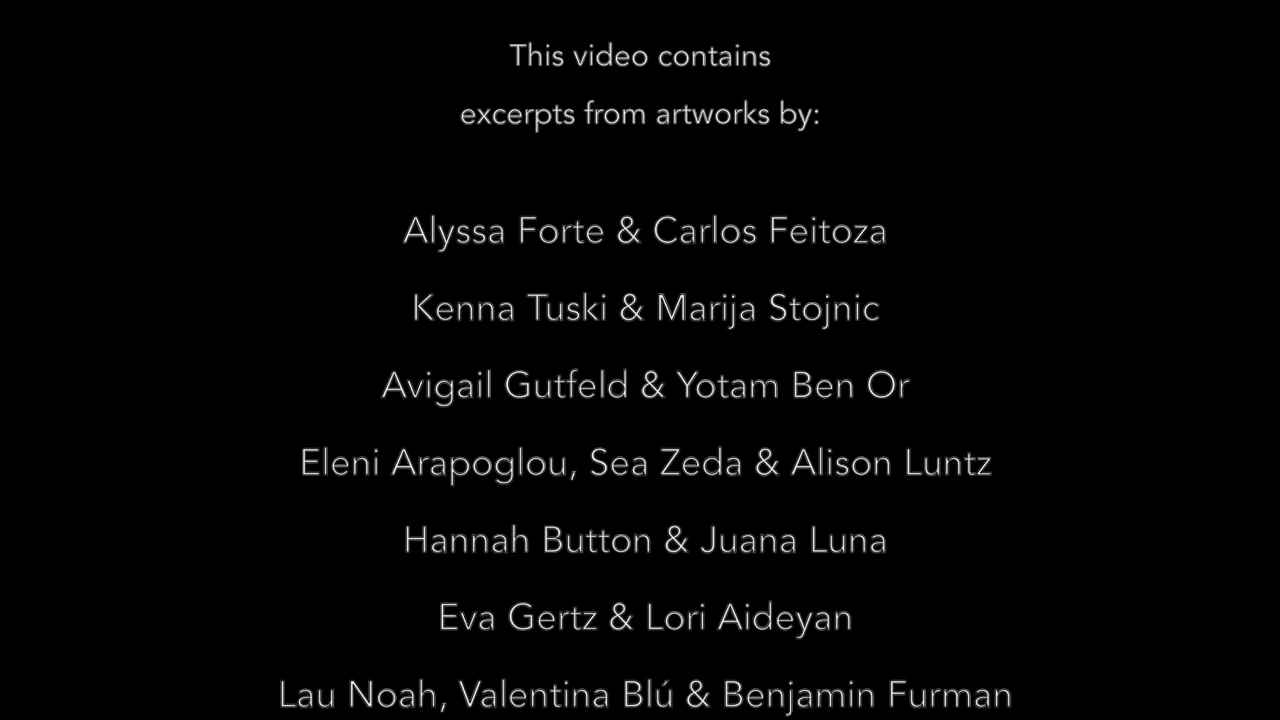 This video contains
excerpts from artworks by:
Alyssa Forte & Carlos Feitoza
Kenna Tuski & Marija Stojnic
Avigail Gutfeld & Yotam Ben Or
Eleni Arapoglou, Sea Zeda & Alison Luntz
Hannah Button & Juana Luna
Eva Gertz & Lori Aideyan
Lau Noah, Valentina Blú & Benjamin Furman